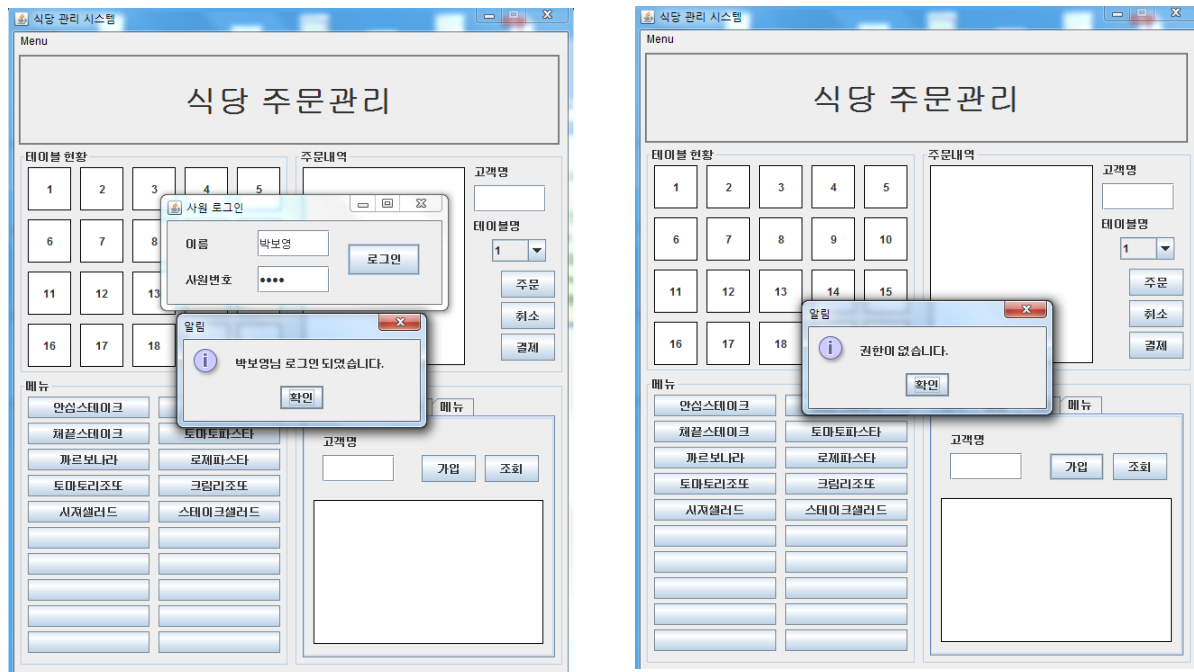 식당 관리 시스템
Menu
식당 주문관리
테이블 현황
1 2 3 4 5
6 7 8
11 12 13
16 17 18
사원 로그인
이름 박보영
사원번호 ••••
로그인
알림
박보영님 로그인 되었습니다.
확인
주문내역
고객명
테이블명
1
주문
취소
결제
메뉴
안심스테이크
채끝스테이크 토마토파스타
까르보나라 로제파스타
토마토리조또 크림리조또
시져샐러드 스테이크샐러드
메뉴
고객명
가입 조회
식당 관리 시스템
Menu
식당 주문관리
테이블 현황
1 2 3 4 5
6 7 8 9 10
11 12 13 14 15
16 17 18
알림
권한이 없습니다.
확인
주문내역
고객명
테이블명
1
주문
취소
결제
메뉴
안심스테이크
채끝스테이크 토마토파스타
까르보나라 로제파스타
토마토리조또 크림리조또
시져샐러드 스테이크샐러드
메뉴
고객명
가입 조회